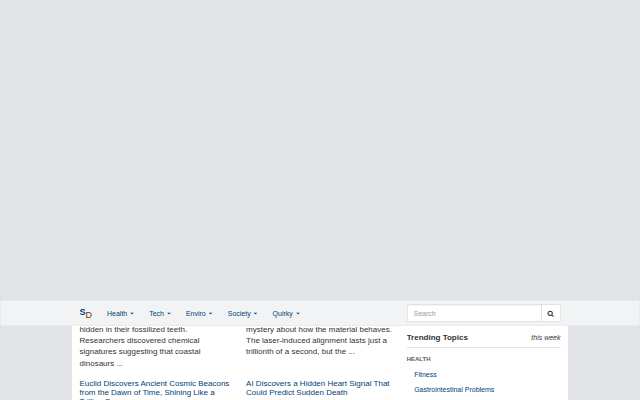 SD Health Tech Enviro Society Quirky Search
hidden in their fossilized teeth.
Researchers discovered chemical
signatures suggesting that coastal
dinosaurs ...
Euclid Discovers Ancient Cosmic Beacons
from the Dawn of Time, Shining Like a
mystery about how the material behaves.
The laser-induced alignment lasts just a
trillionth of a second, but the ...
AI Discovers a Hidden Heart Signal That
Could Predict Sudden Death
Trending Topics this week
HEALTH
Fitness
Gastrointestinal Problems